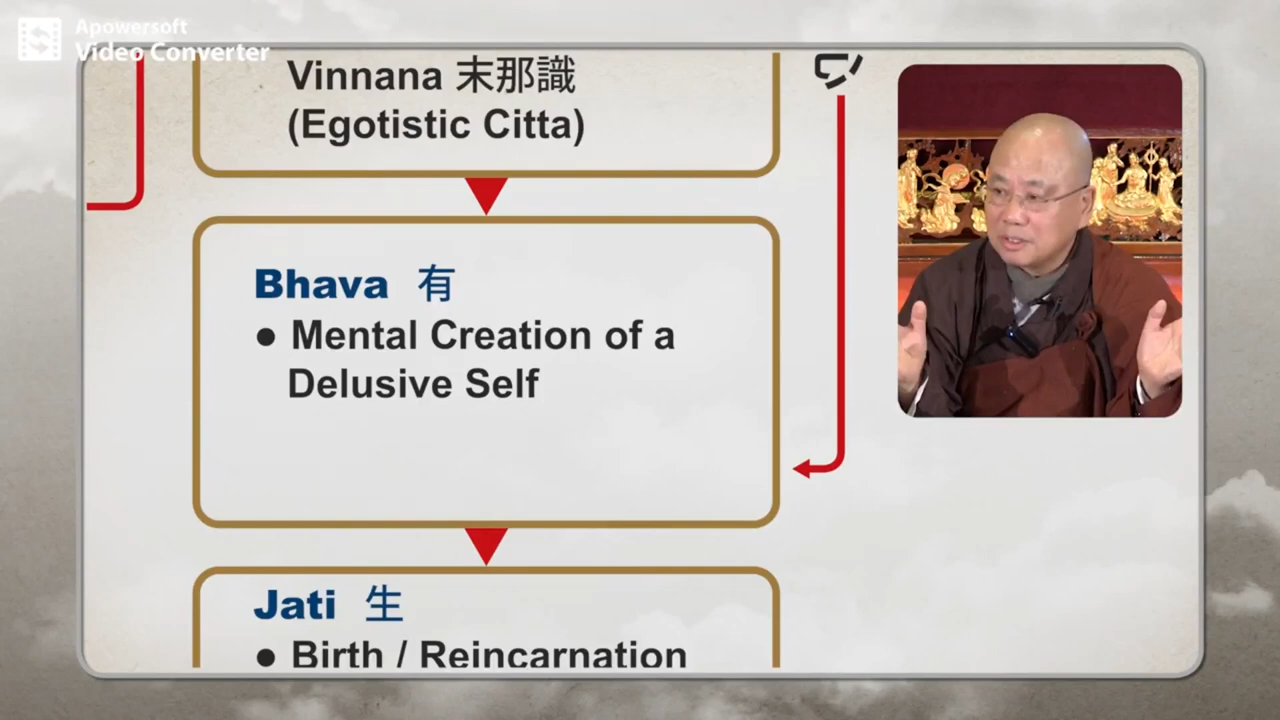 Apowersoft
Video Converter
Vinnana 末那識
(Egotistic Citta)
Bhava 有
● Mental Creation of a
Delusive Self
Jati 生
● Birth / Reincarnation